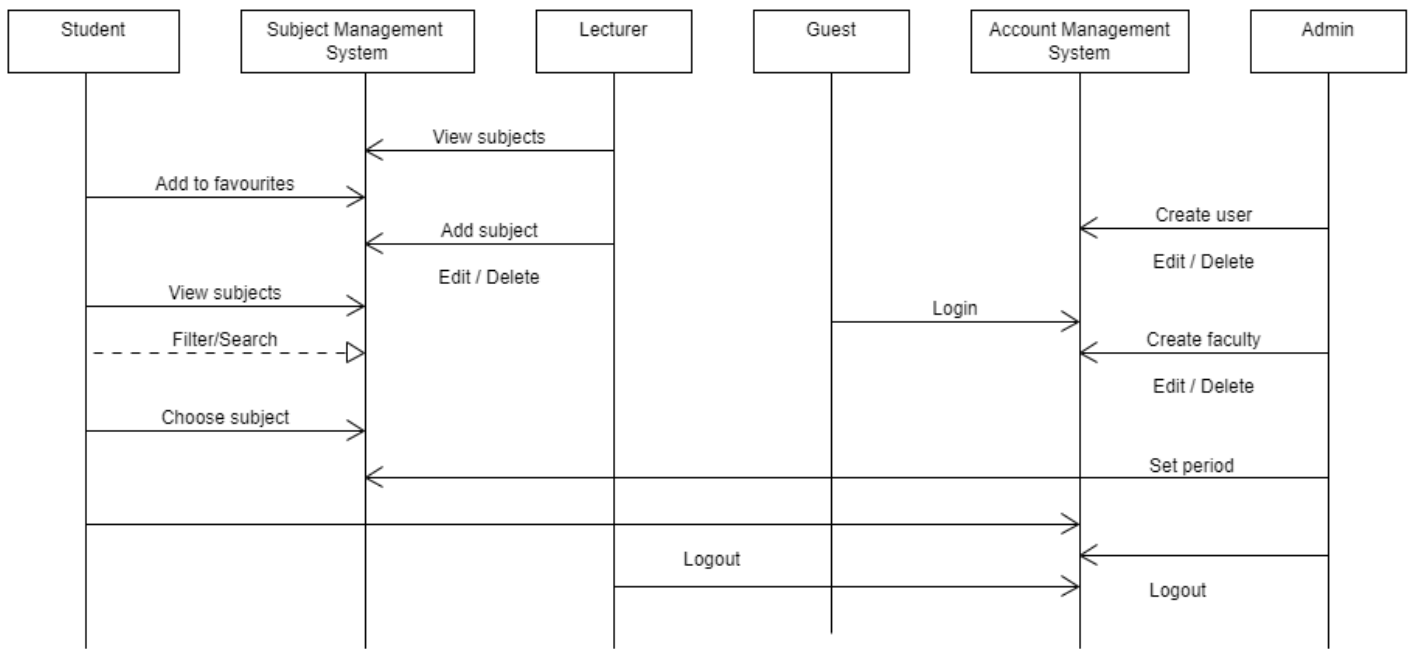 Student
Subject Management
System
Lecturer
Guest
Account Management
System
Admin
View subjects
Add to favourites
Create user
Add subject
Edit / Delete
Edit / Delete
View subjects
Login
Filter/Search
Create faculty
Edit / Delete
Choose subject
Set period
Logout
Logout